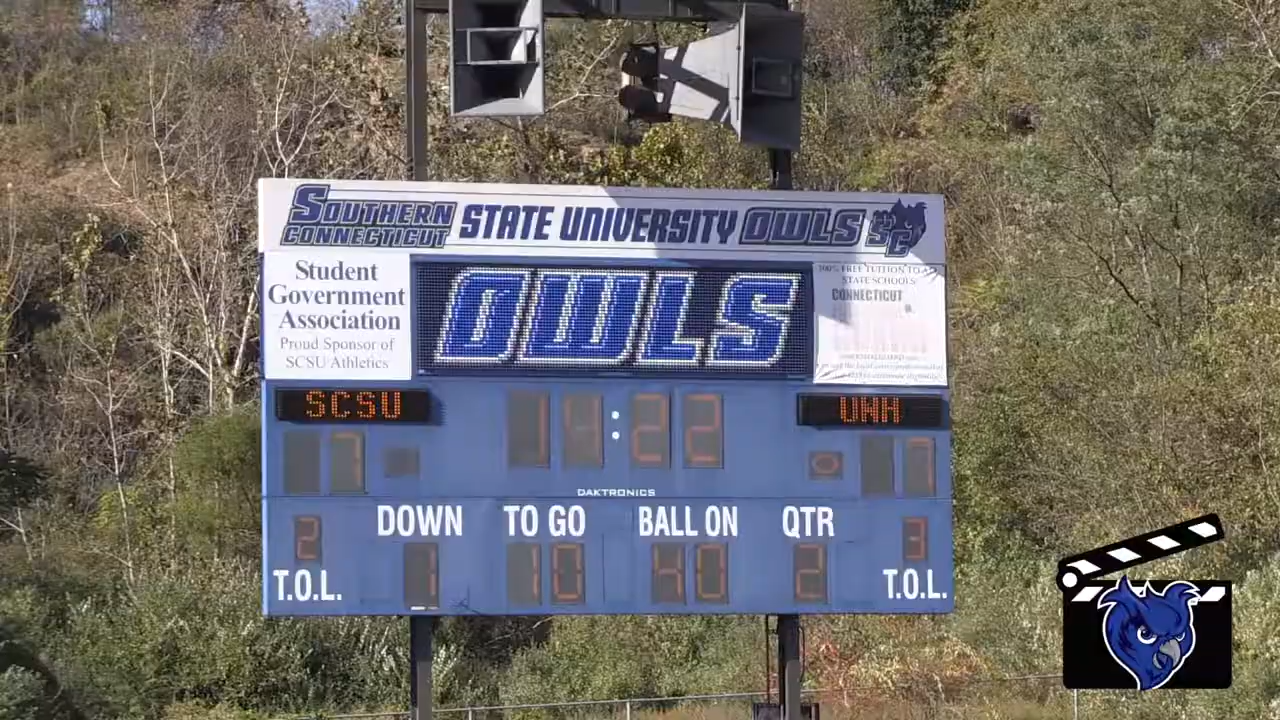 SOUTHERN CONNECTICUT STATE UNIVERSITY OWLS SC
Student
Government
Association
Proud Sponsor of
SCSU Athletics
OWLS
100% FREE TUITION TO ALL
STATE SCHOOLS
CONNECTICUT
SCSU
14:22
UNH
7
7
DAKTRONICS
DOWN TO GO BALL ON QTR
2
3
T.O.L.
1 10 40 2
T.O.L.